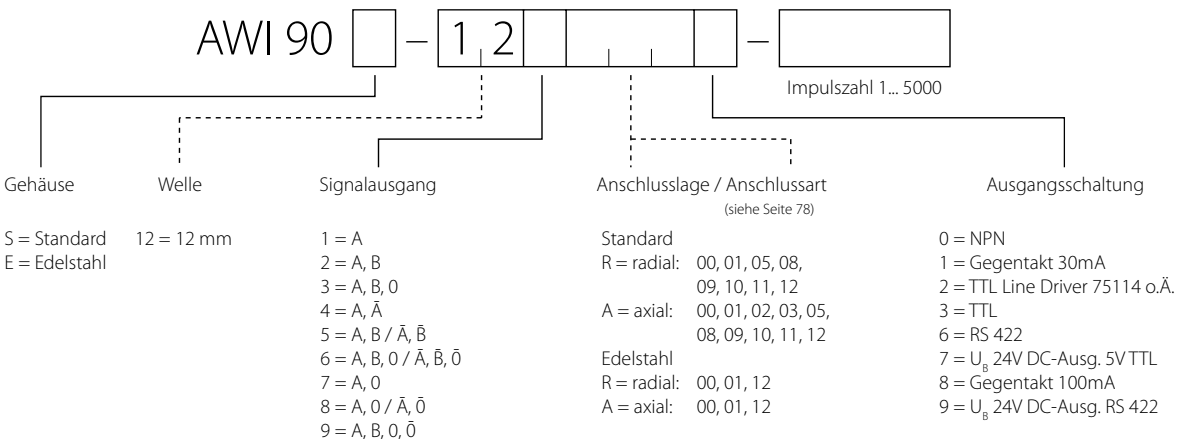 AWI 90 – 1 2 –
Impulszahl 1... 5000
Gehäuse
S = Standard
E = Edelstahl
Welle
12 = 12 mm
Signalausgang
1 = A
2 = A, B
3 = A, B, 0
4 = A, Ā
5 = A, B / Ā, B̄
6 = A, B, 0 / Ā, B̄, 0̄
7 = A, 0
8 = A, 0 / Ā, 0̄
9 = A, B, 0, 0̄
Anschlusslage / Anschlussart
(siehe Seite 78)
Standard
R = radial: 00, 01, 05, 08,
09, 10, 11, 12
A = axial: 00, 01, 02, 03, 05,
08, 09, 10, 11, 12
Edelstahl
R = radial: 00, 01, 12
A = axial: 00, 01, 12
Ausgangsschaltung
0 = NPN
1 = Gegentakt 30mA
2 = TTL Line Driver 75114 o.Ä.
3 = TTL
6 = RS 422
7 = U_B 24V DC-Ausg. 5V TTL
8 = Gegentakt 100mA
9 = U_B 24V DC-Ausg. RS 422